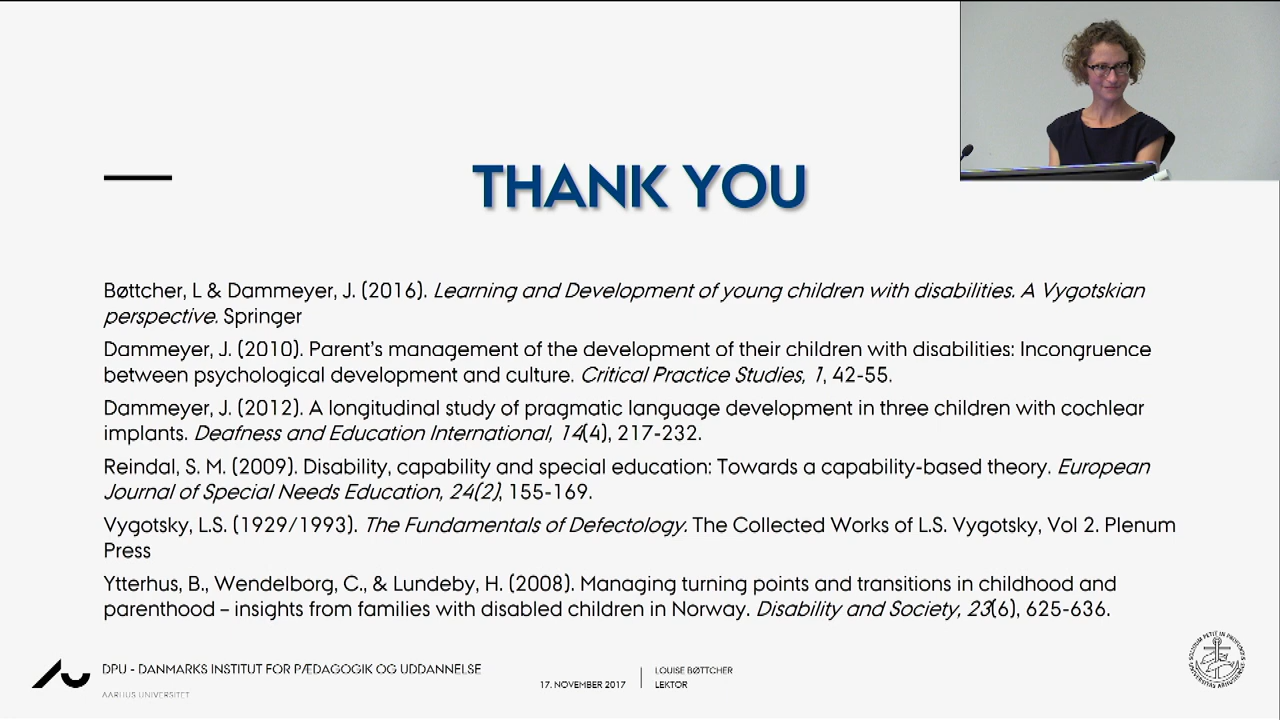 THANK YOU
Bøttcher, L & Dammeyer, J. (2016). Learning and Development of young children with disabilities. A Vygotskian
perspective. Springer
Dammeyer, J. (2010). Parent's management of the development of their children with disabilities: Incongruence
between psychological development and culture. Critical Practice Studies, 1, 42-55.
Dammeyer, J. (2012). A longitudinal study of pragmatic language development in three children with cochlear
implants. Deafness and Education International, 14(4), 217-232.
Reindal, S. M. (2009). Disability, capability and special education: Towards a capability-based theory. European
Journal of Special Needs Education, 24(2), 155-169.
Vygotsky, L.S. (1929/1993). The Fundamentals of Defectology. The Collected Works of L.S. Vygotsky, Vol 2. Plenum
Press
Ytterhus, B., Wendelborg, C., & Lundeby, H. (2008). Managing turning points and transitions in childhood and
parenthood – insights from families with disabled children in Norway. Disability and Society, 23(6), 625-636.
DPU - DANMARKS INSTITUT FOR PÆDAGOGIK OG UDDANNELSE
AARHUS UNIVERSITET
17. NOVEMBER 2017
LOUISE BØTTCHER
LEKTOR